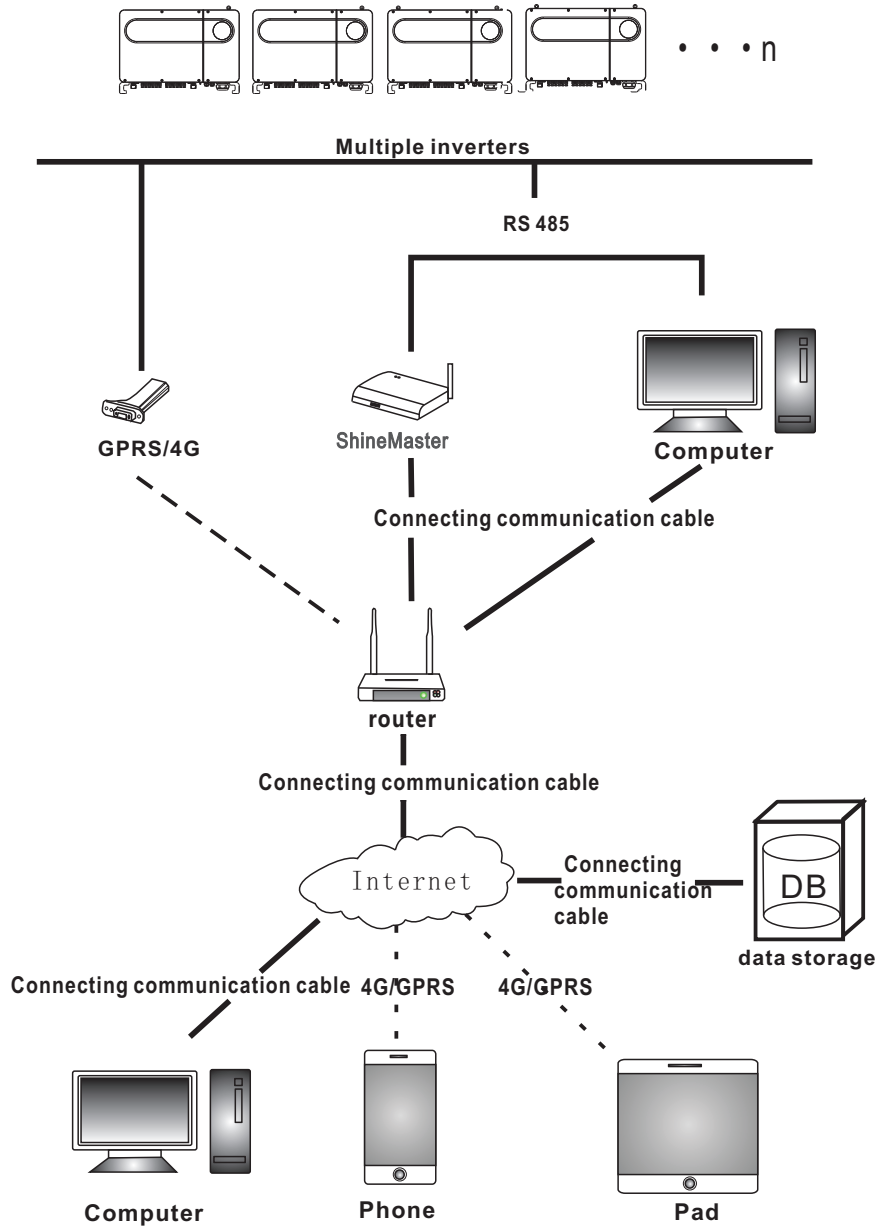 • • • n
Multiple inverters
RS 485
GPRS/4G
ShineMaster
Computer
Connecting communication cable
router
Connecting communication cable
Internet
Connecting
communication
cable
DB
data storage
Connecting communication cable
4G/GPRS
4G/GPRS
Computer
Phone
Pad